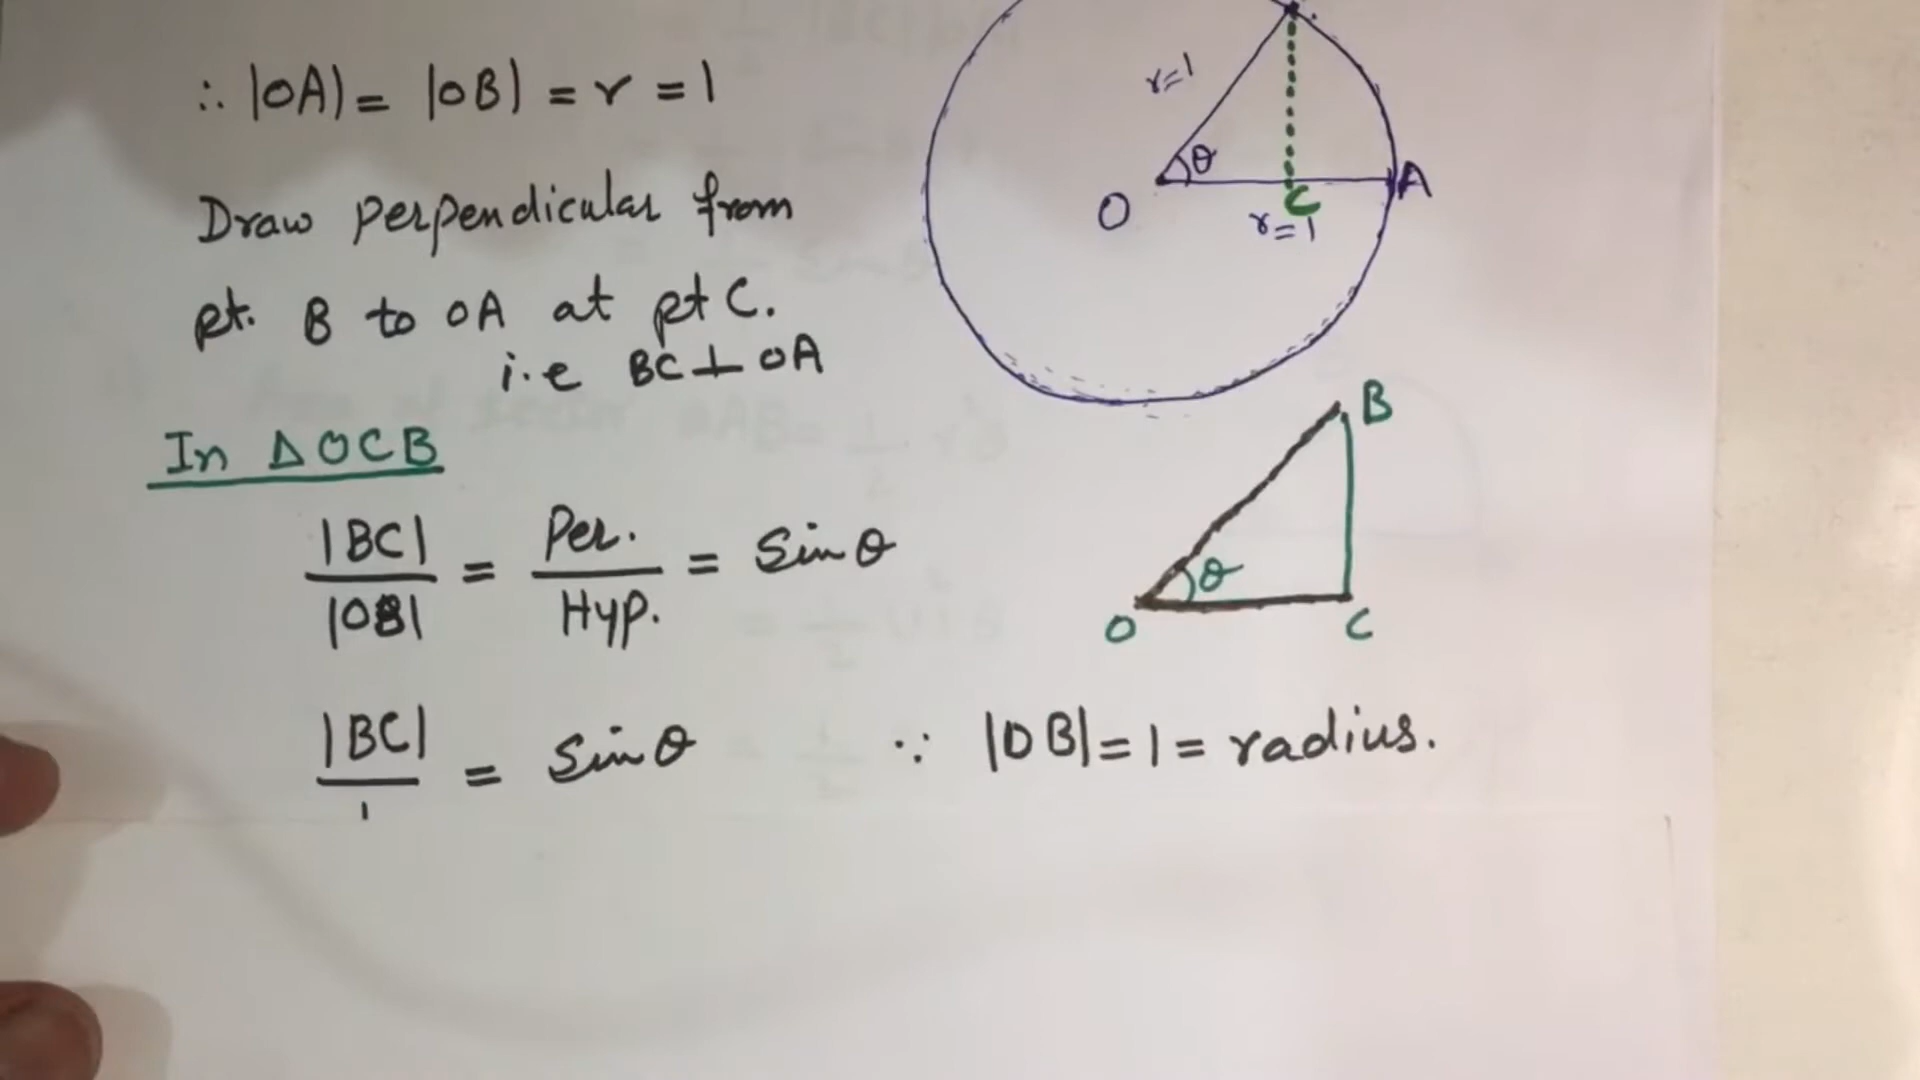 ∴ |OA| = |OB| = r = 1
Draw perpendicular from
pt. B to OA at pt C.
i.e BC ⊥ OA
r=1
θ
O
C
A
r=1
In ΔOCB
|BC| / |OB| = Per. / Hyp. = Sin θ
B
θ
O
C
|BC| / 1 = Sin θ ∵ |OB| = 1 = radius.